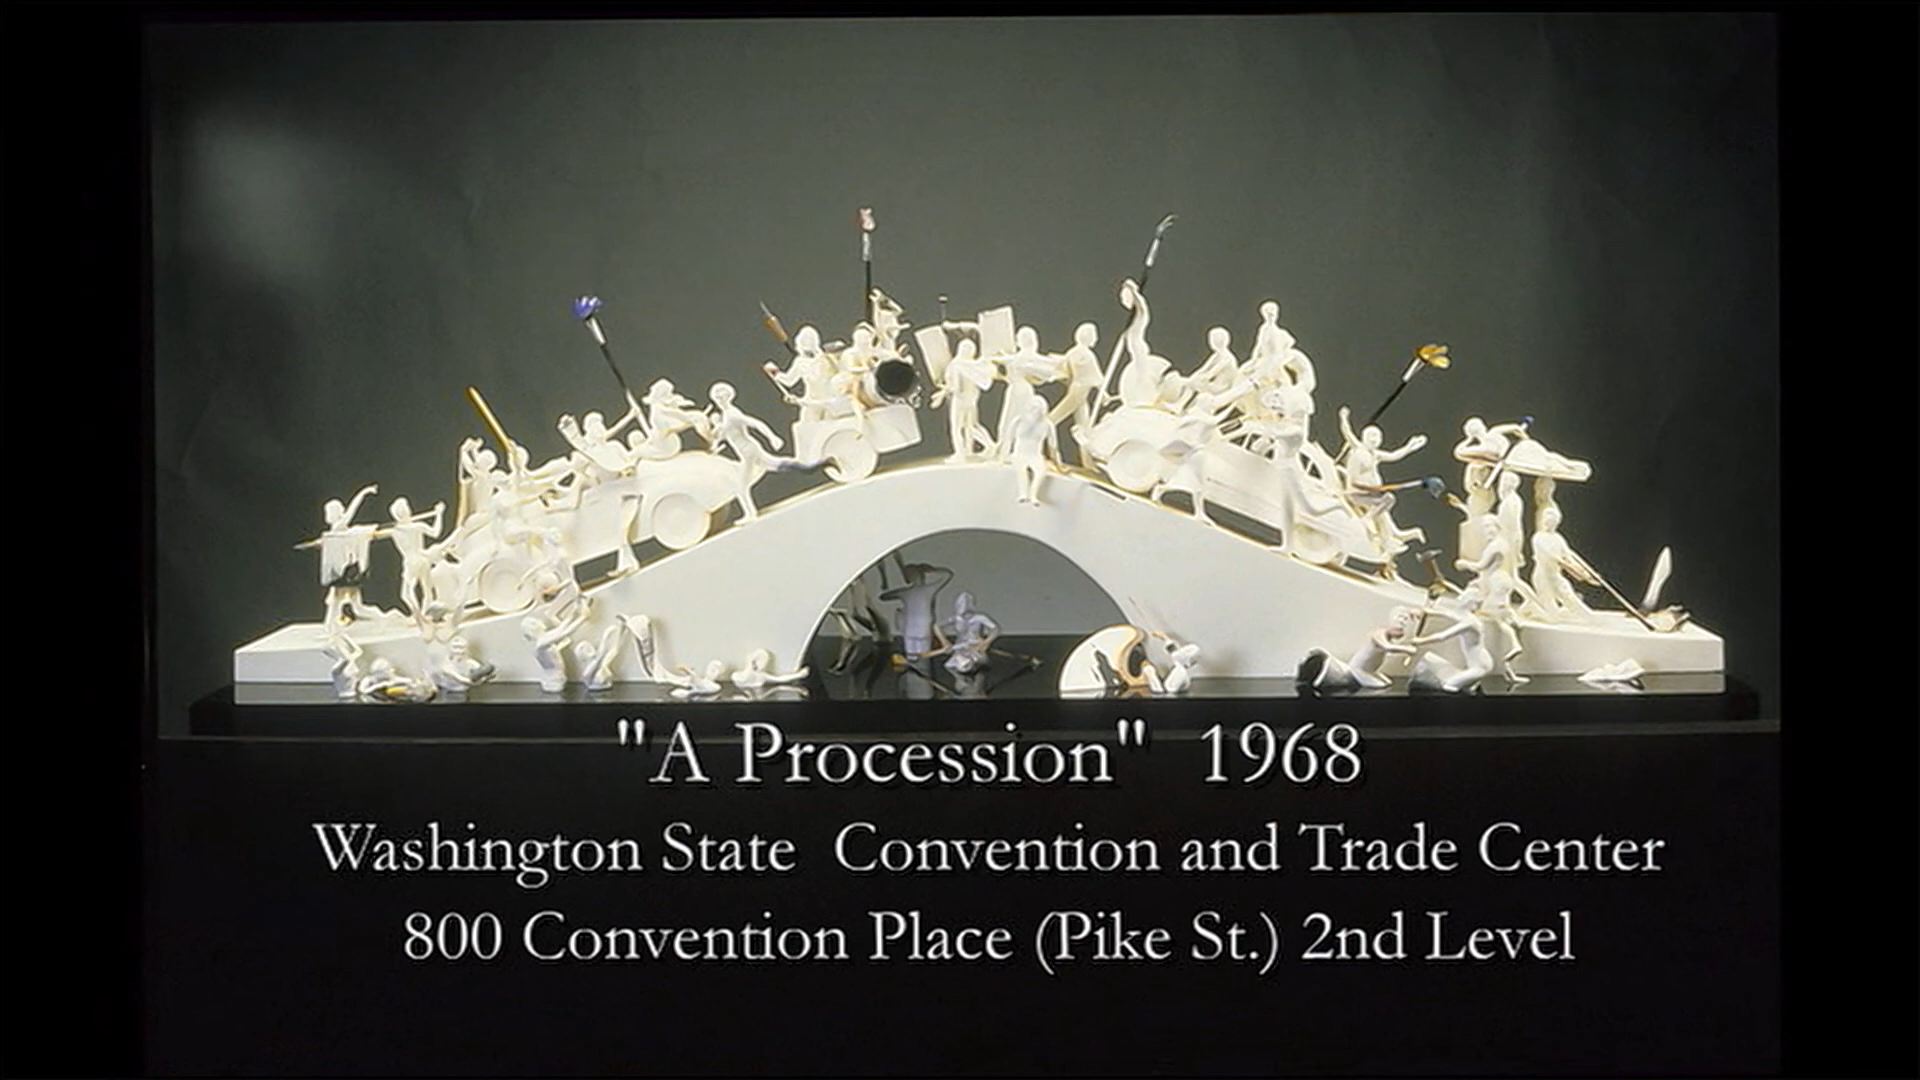 "A Procession" 1968
Washington State Convention and Trade Center
800 Convention Place (Pike St.) 2nd Level